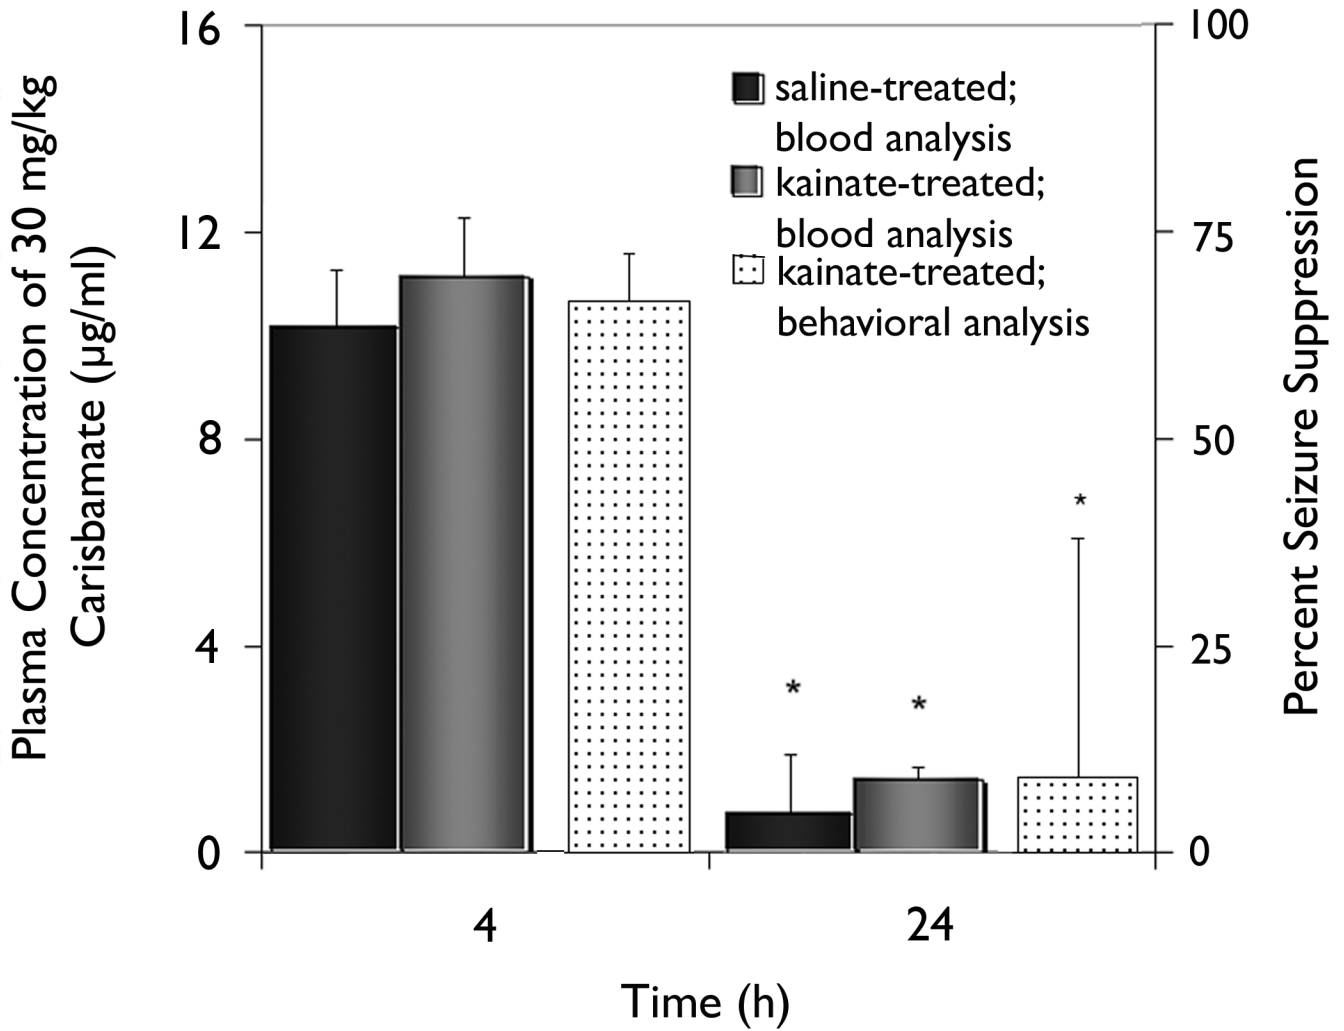 Plasma Concentration of 30 mg/kg
Carisbamate (µg/ml)
16
12
8
4
0
saline-treated;
blood analysis
kainate-treated;
blood analysis
kainate-treated;
behavioral analysis
*
*
*
100
75
50
25
0
Percent Seizure Suppression
4
24
Time (h)